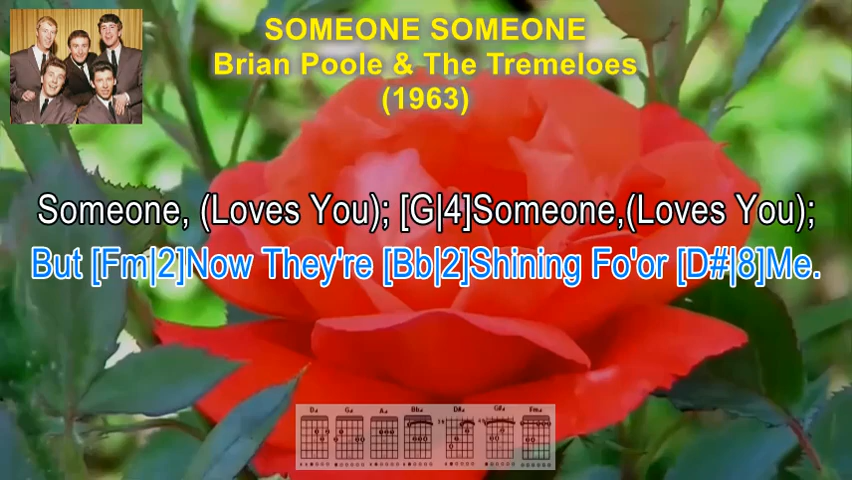 SOMEONE SOMEONE
Brian Poole & The Tremeloes
(1963)
Someone, (Loves You); [G|4]Someone,(Loves You);
But [Fm|2]Now They're [Bb|2]Shining Fo'or [D#|8]Me.